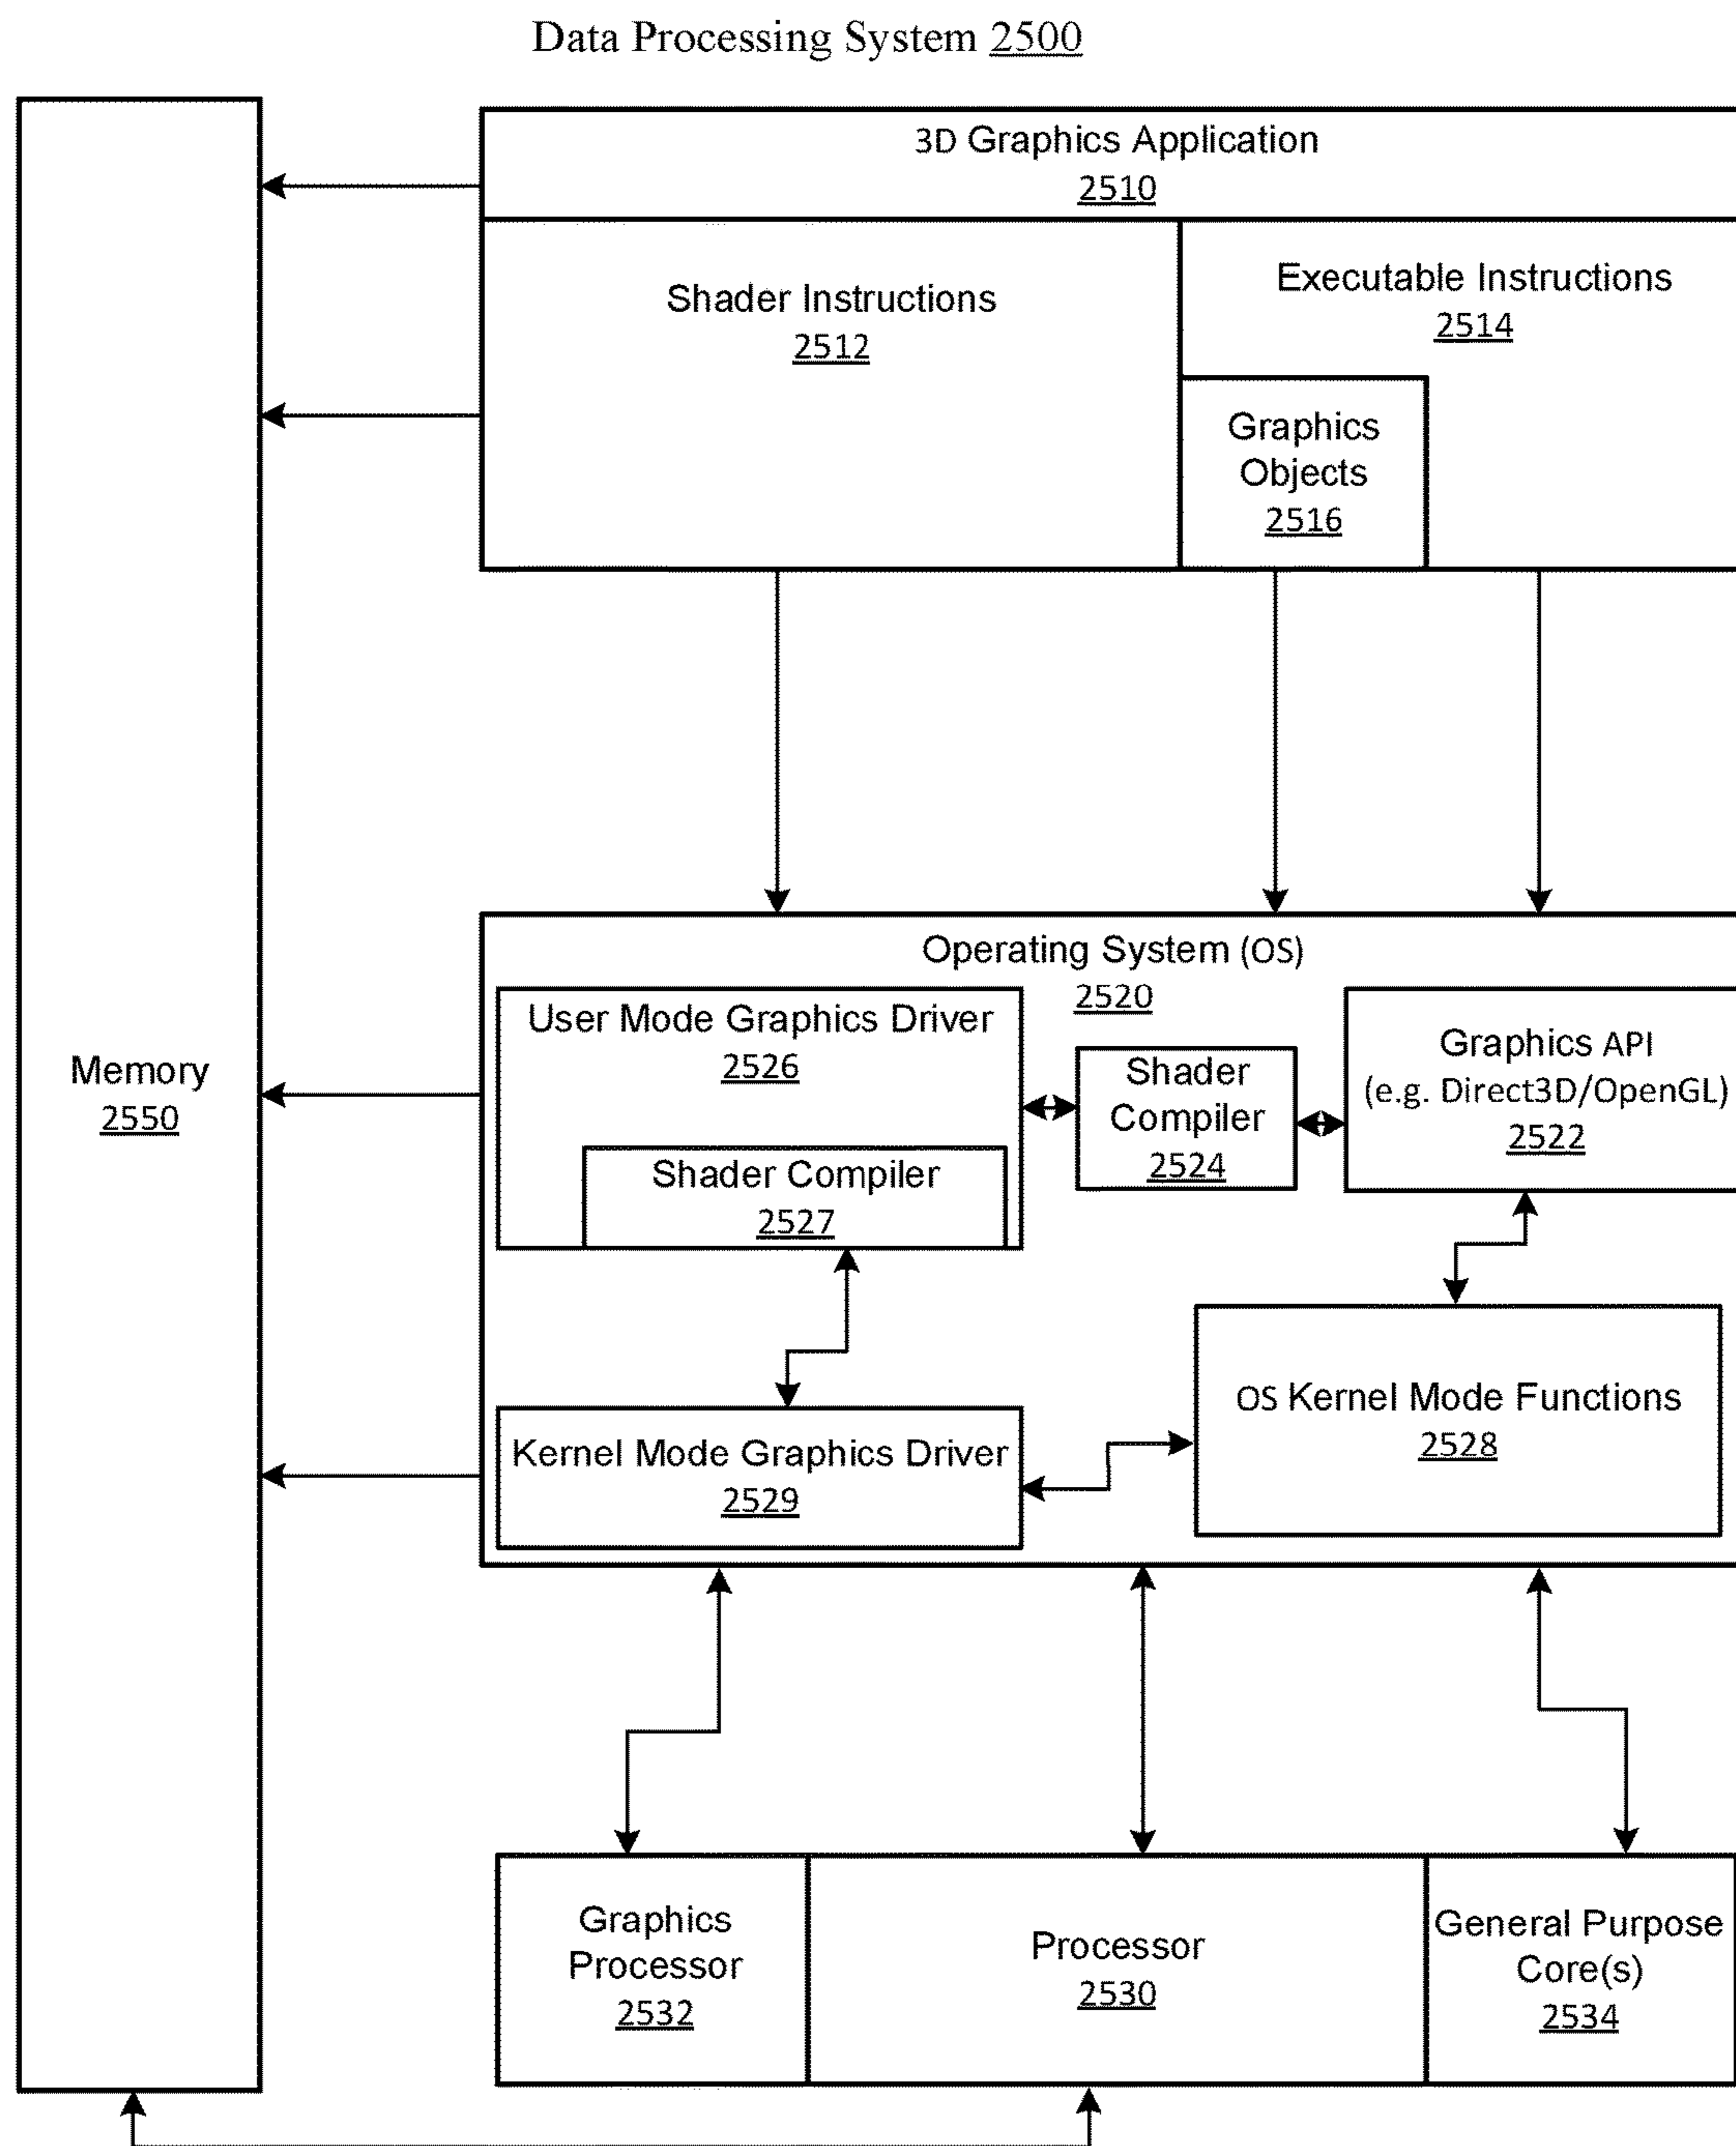 Data Processing System 2500
3D Graphics Application
2510
Shader Instructions
2512
Executable Instructions
2514
Graphics
Objects
2516
Memory
2550
Operating System (OS)
2520
User Mode Graphics Driver
2526
Shader Compiler
2527
Shader
Compiler
2524
Graphics API
(e.g. Direct3D/OpenGL)
2522
Kernel Mode Graphics Driver
2529
OS Kernel Mode Functions
2528
Graphics
Processor
2532
Processor
2530
General Purpose
Core(s)
2534